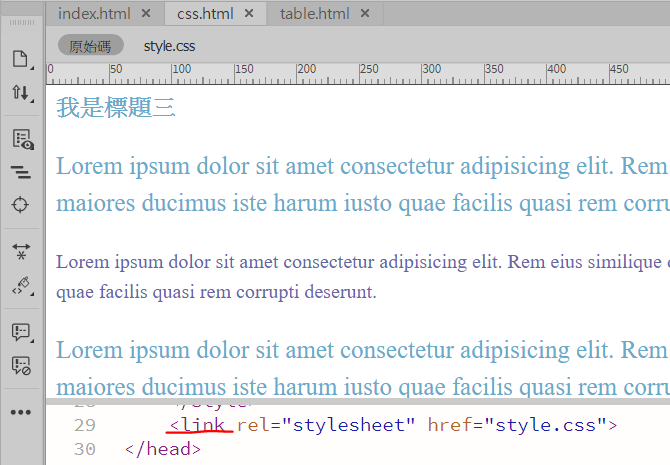 index.html ✕ css.html ✕ table.html ✕
原始碼 style.css
0 50 100 150 200 250 300 350 400 450
我是標題三
Lorem ipsum dolor sit amet consectetur adipisicing elit. Rem
maiores ducimus iste harum iusto quae facilis quasi rem corru
Lorem ipsum dolor sit amet consectetur adipisicing elit. Rem eius similique
quae facilis quasi rem corrupti deserunt.
Lorem ipsum dolor sit amet consectetur adipisicing elit. Rem
maiores ducimus iste harum iusto quae facilis quasi rem corru
28 </style>
29 <link rel="stylesheet" href="style.css">
30 </head>